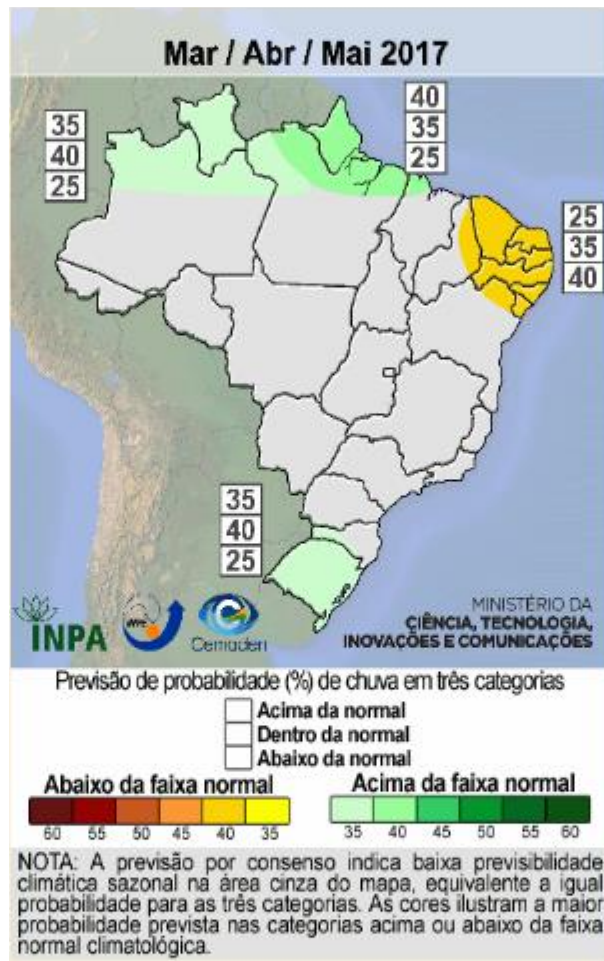 Mar / Abr / Mai 2017
35
40
25
40
35
25
25
35
40
35
40
25
INPA
Cemaden
MINISTÉRIO DA
CIÊNCIA, TECNOLOGIA,
INOVAÇÕES E COMUNICAÇÕES
Previsão de probabilidade (%) de chuva em três categorias
Acima da normal
Dentro da normal
Abaixo da normal
Abaixo da faixa normal
60 55 50 45 40 35
Acima da faixa normal
35 40 45 50 55 60
NOTA: A previsão por consenso indica baixa previsibilidade
climática sazonal na área cinza do mapa, equivalente a igual
probabilidade para as três categorias. As cores ilustram a maior
probabilidade prevista nas categorias acima ou abaixo da faixa
normal climatológica.